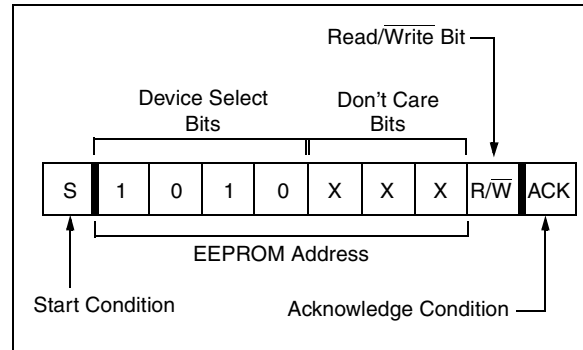 Read/Write Bit
Device Select
Bits
Don't Care
Bits
S 1 0 1 0 X X X R/W ACK
EEPROM Address
Start Condition
Acknowledge Condition